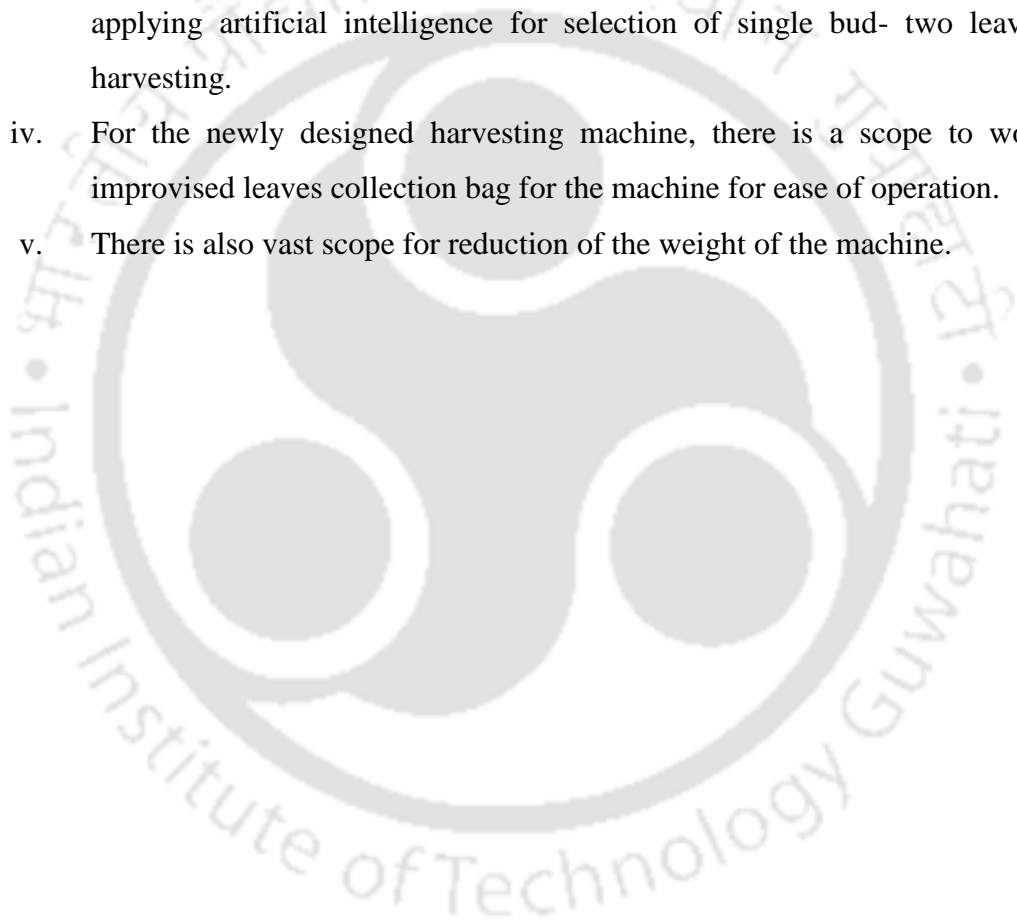 applying artificial intelligence for selection of single bud- two leav
harvesting.
iv. For the newly designed harvesting machine, there is a scope to wo
improvised leaves collection bag for the machine for ease of operation.
v. There is also vast scope for reduction of the weight of the machine.
गुवाहाटी
Indian Institute of Technology Guwahati